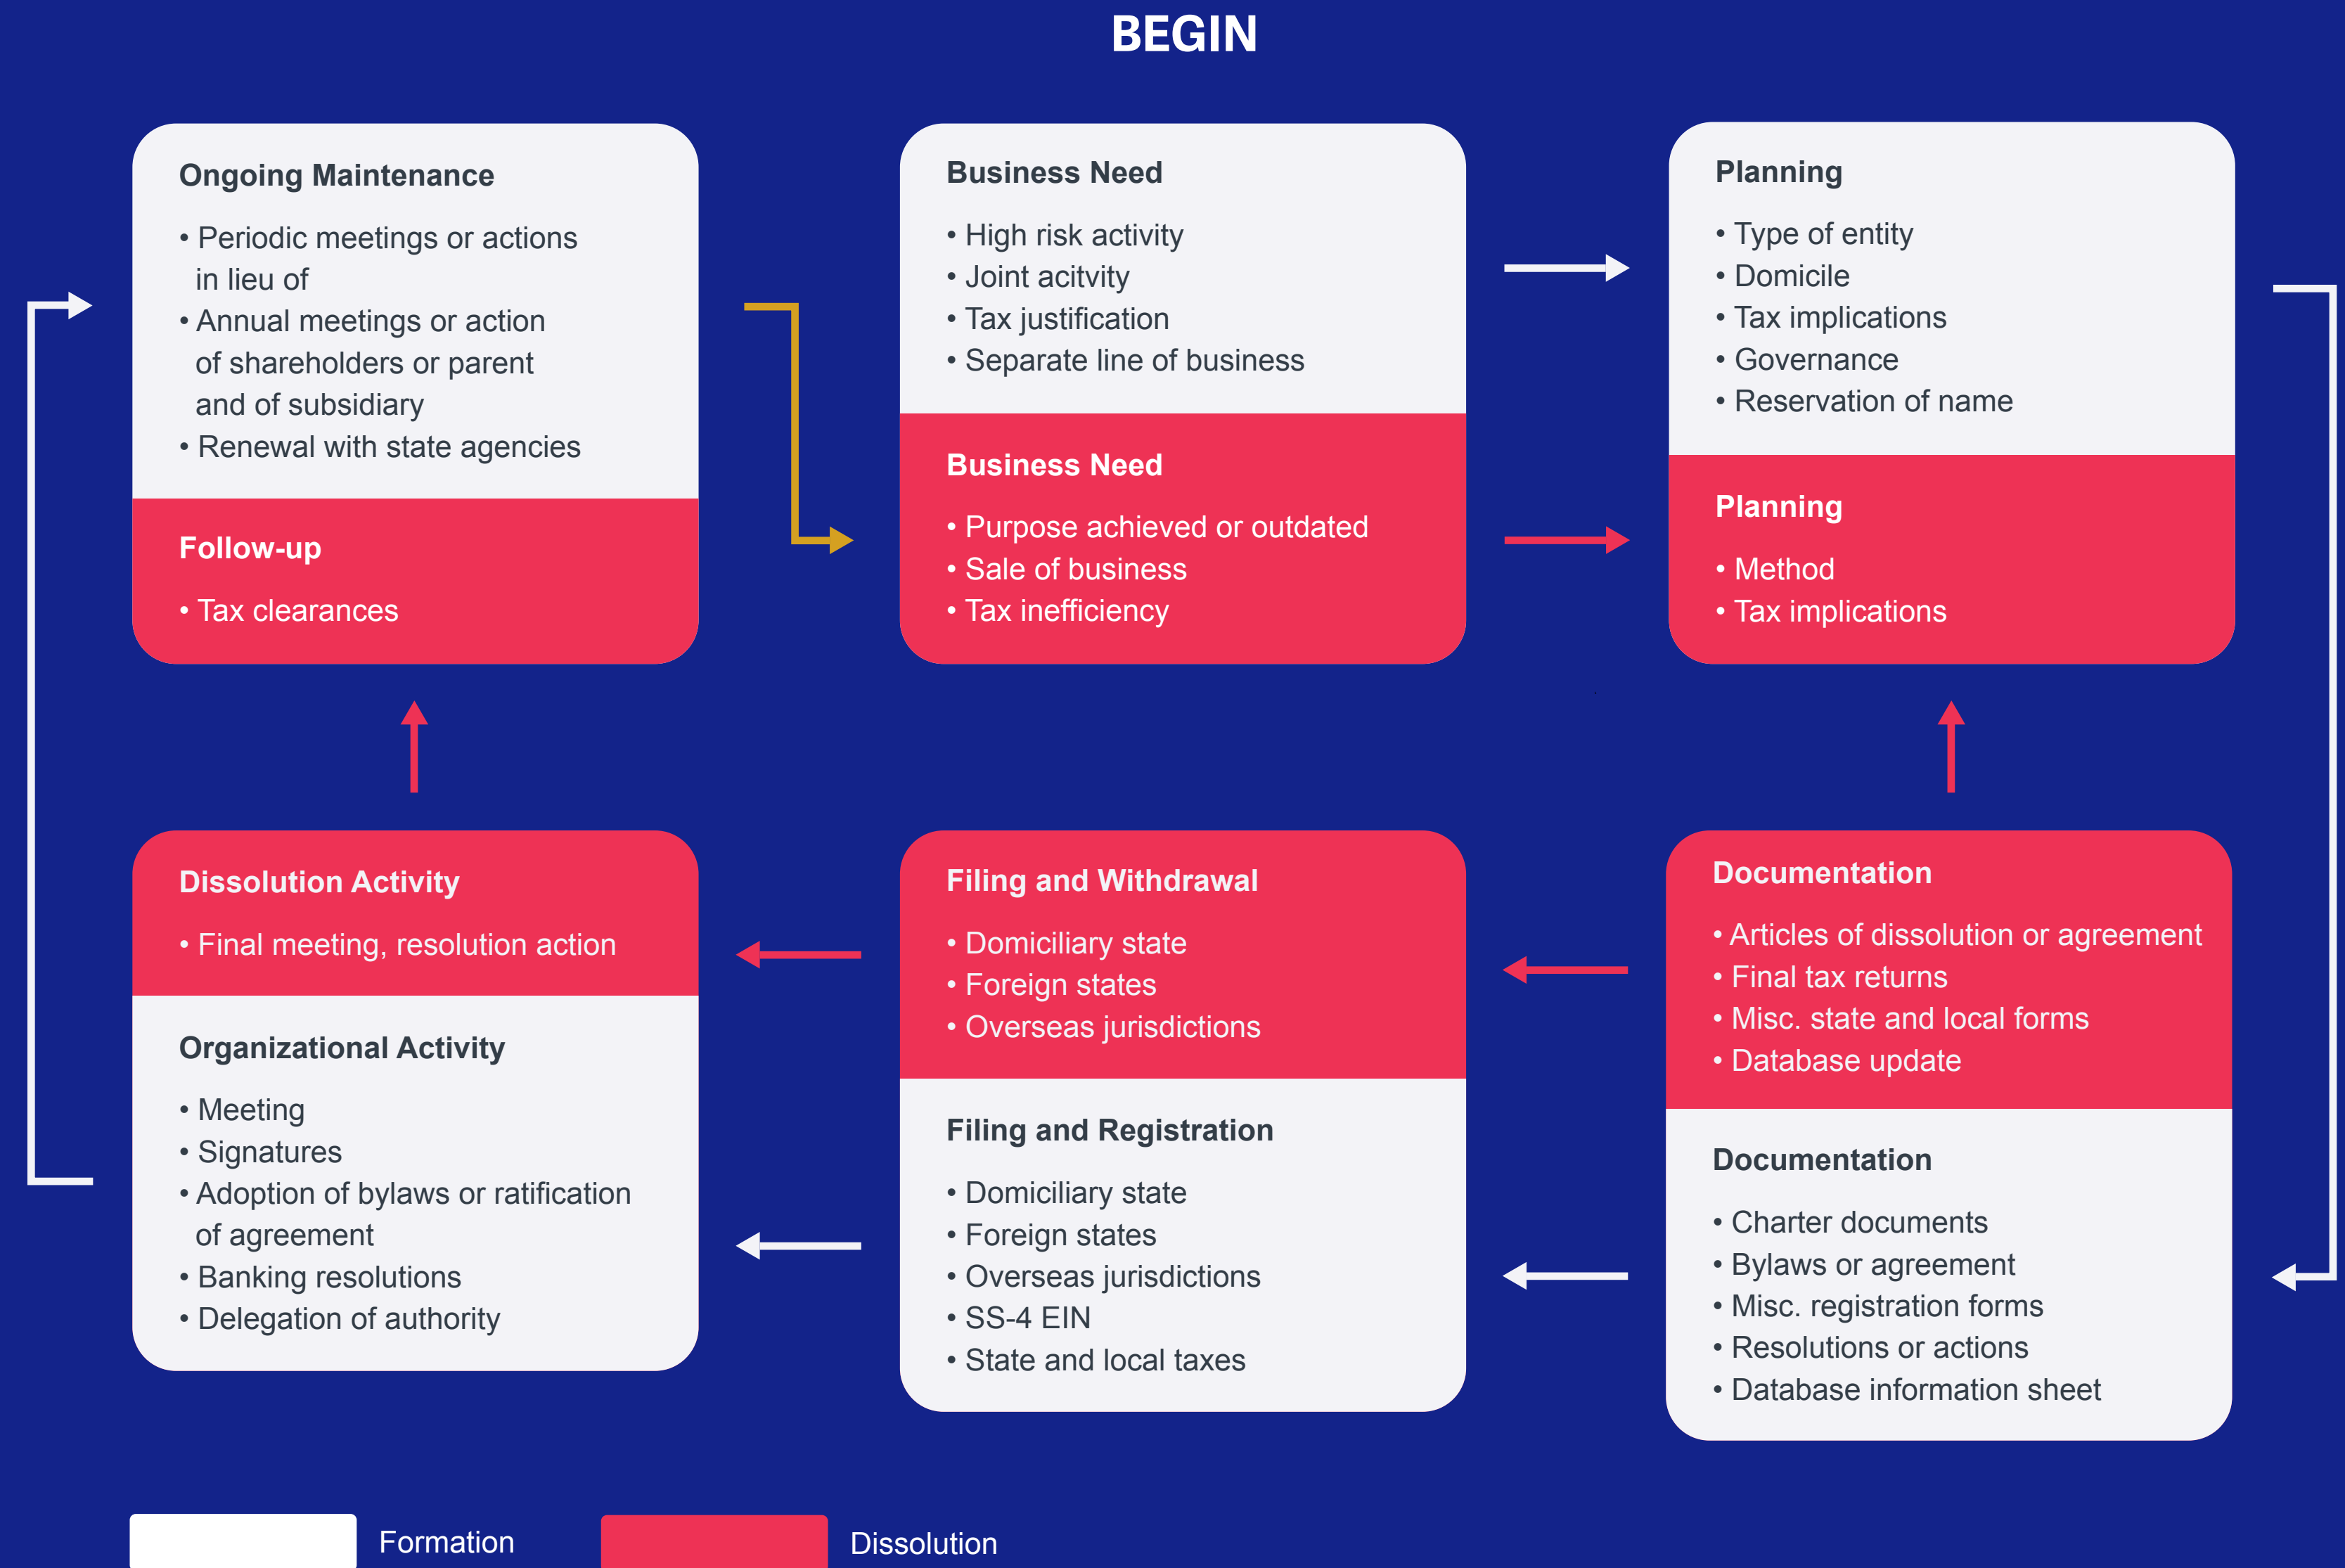 BEGIN
Ongoing Maintenance
• Periodic meetings or actions
in lieu of
• Annual meetings or action
of shareholders or parent
and of subsidiary
• Renewal with state agencies
Follow-up
• Tax clearances
Business Need
• High risk activity
• Joint acitvity
• Tax justification
• Separate line of business
Business Need
• Purpose achieved or outdated
• Sale of business
• Tax inefficiency
Planning
• Type of entity
• Domicile
• Tax implications
• Governance
• Reservation of name
Planning
• Method
• Tax implications
Dissolution Activity
• Final meeting, resolution action
Organizational Activity
• Meeting
• Signatures
• Adoption of bylaws or ratification
of agreement
• Banking resolutions
• Delegation of authority
Filing and Withdrawal
• Domiciliary state
• Foreign states
• Overseas jurisdictions
Filing and Registration
• Domiciliary state
• Foreign states
• Overseas jurisdictions
• SS-4 EIN
• State and local taxes
Documentation
• Articles of dissolution or agreement
• Final tax returns
• Misc. state and local forms
• Database update
Documentation
• Charter documents
• Bylaws or agreement
• Misc. registration forms
• Resolutions or actions
• Database information sheet
Formation
Dissolution